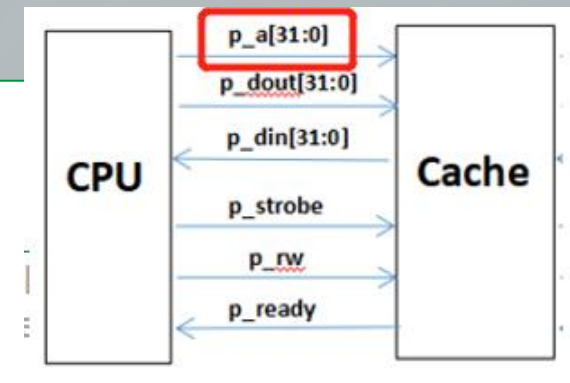 p_a[31:0]
p_dout[31:0]
p_din[31:0]
CPU
Cache
p_strobe
p_rw
p_ready